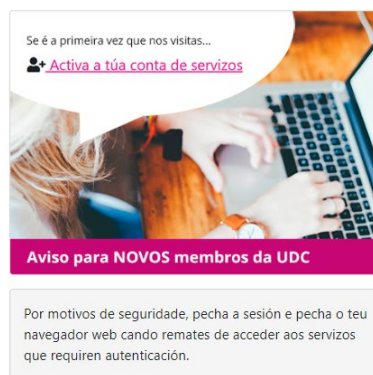 Se é a primeira vez que nos visitas...
Activa a túa conta de servizos
Aviso para NOVOS membros da UDC
Por motivos de seguridade, pecha a sesión e pecha o teu
navegador web cando remates de acceder aos servizos
que requiren autenticación.